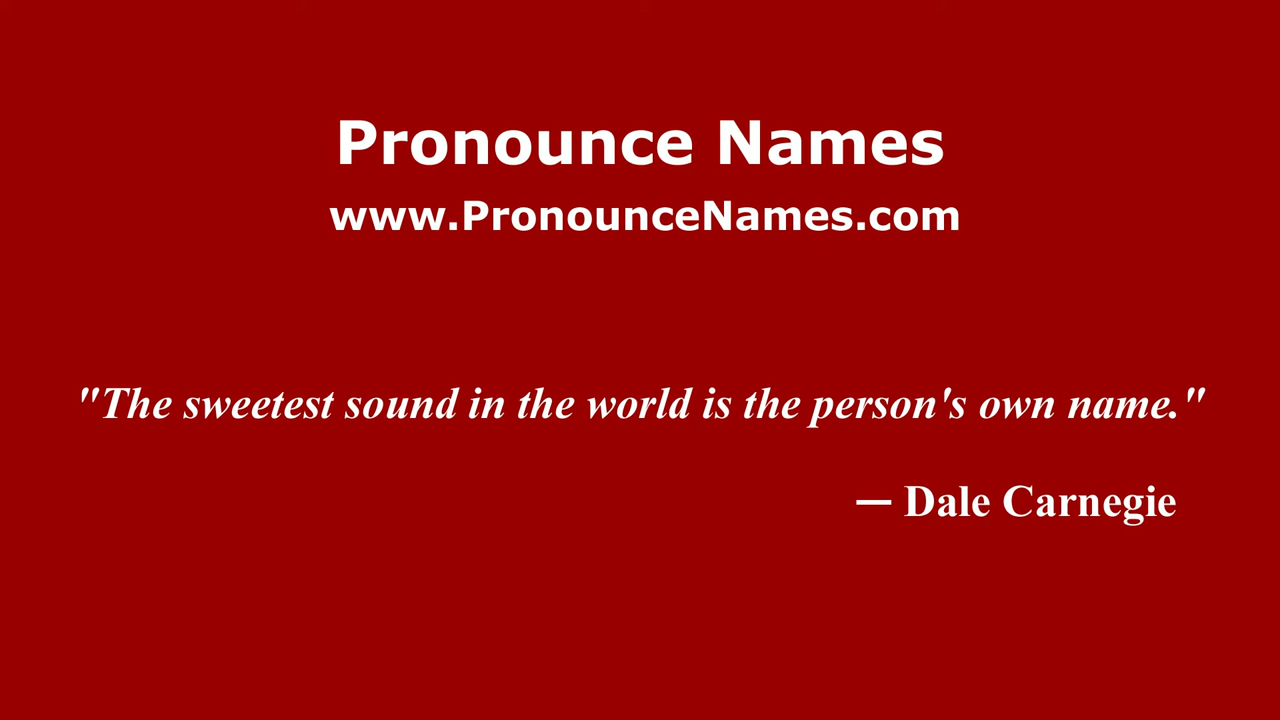 Pronounce Names
www.PronounceNames.com
"The sweetest sound in the world is the person's own name."
— Dale Carnegie